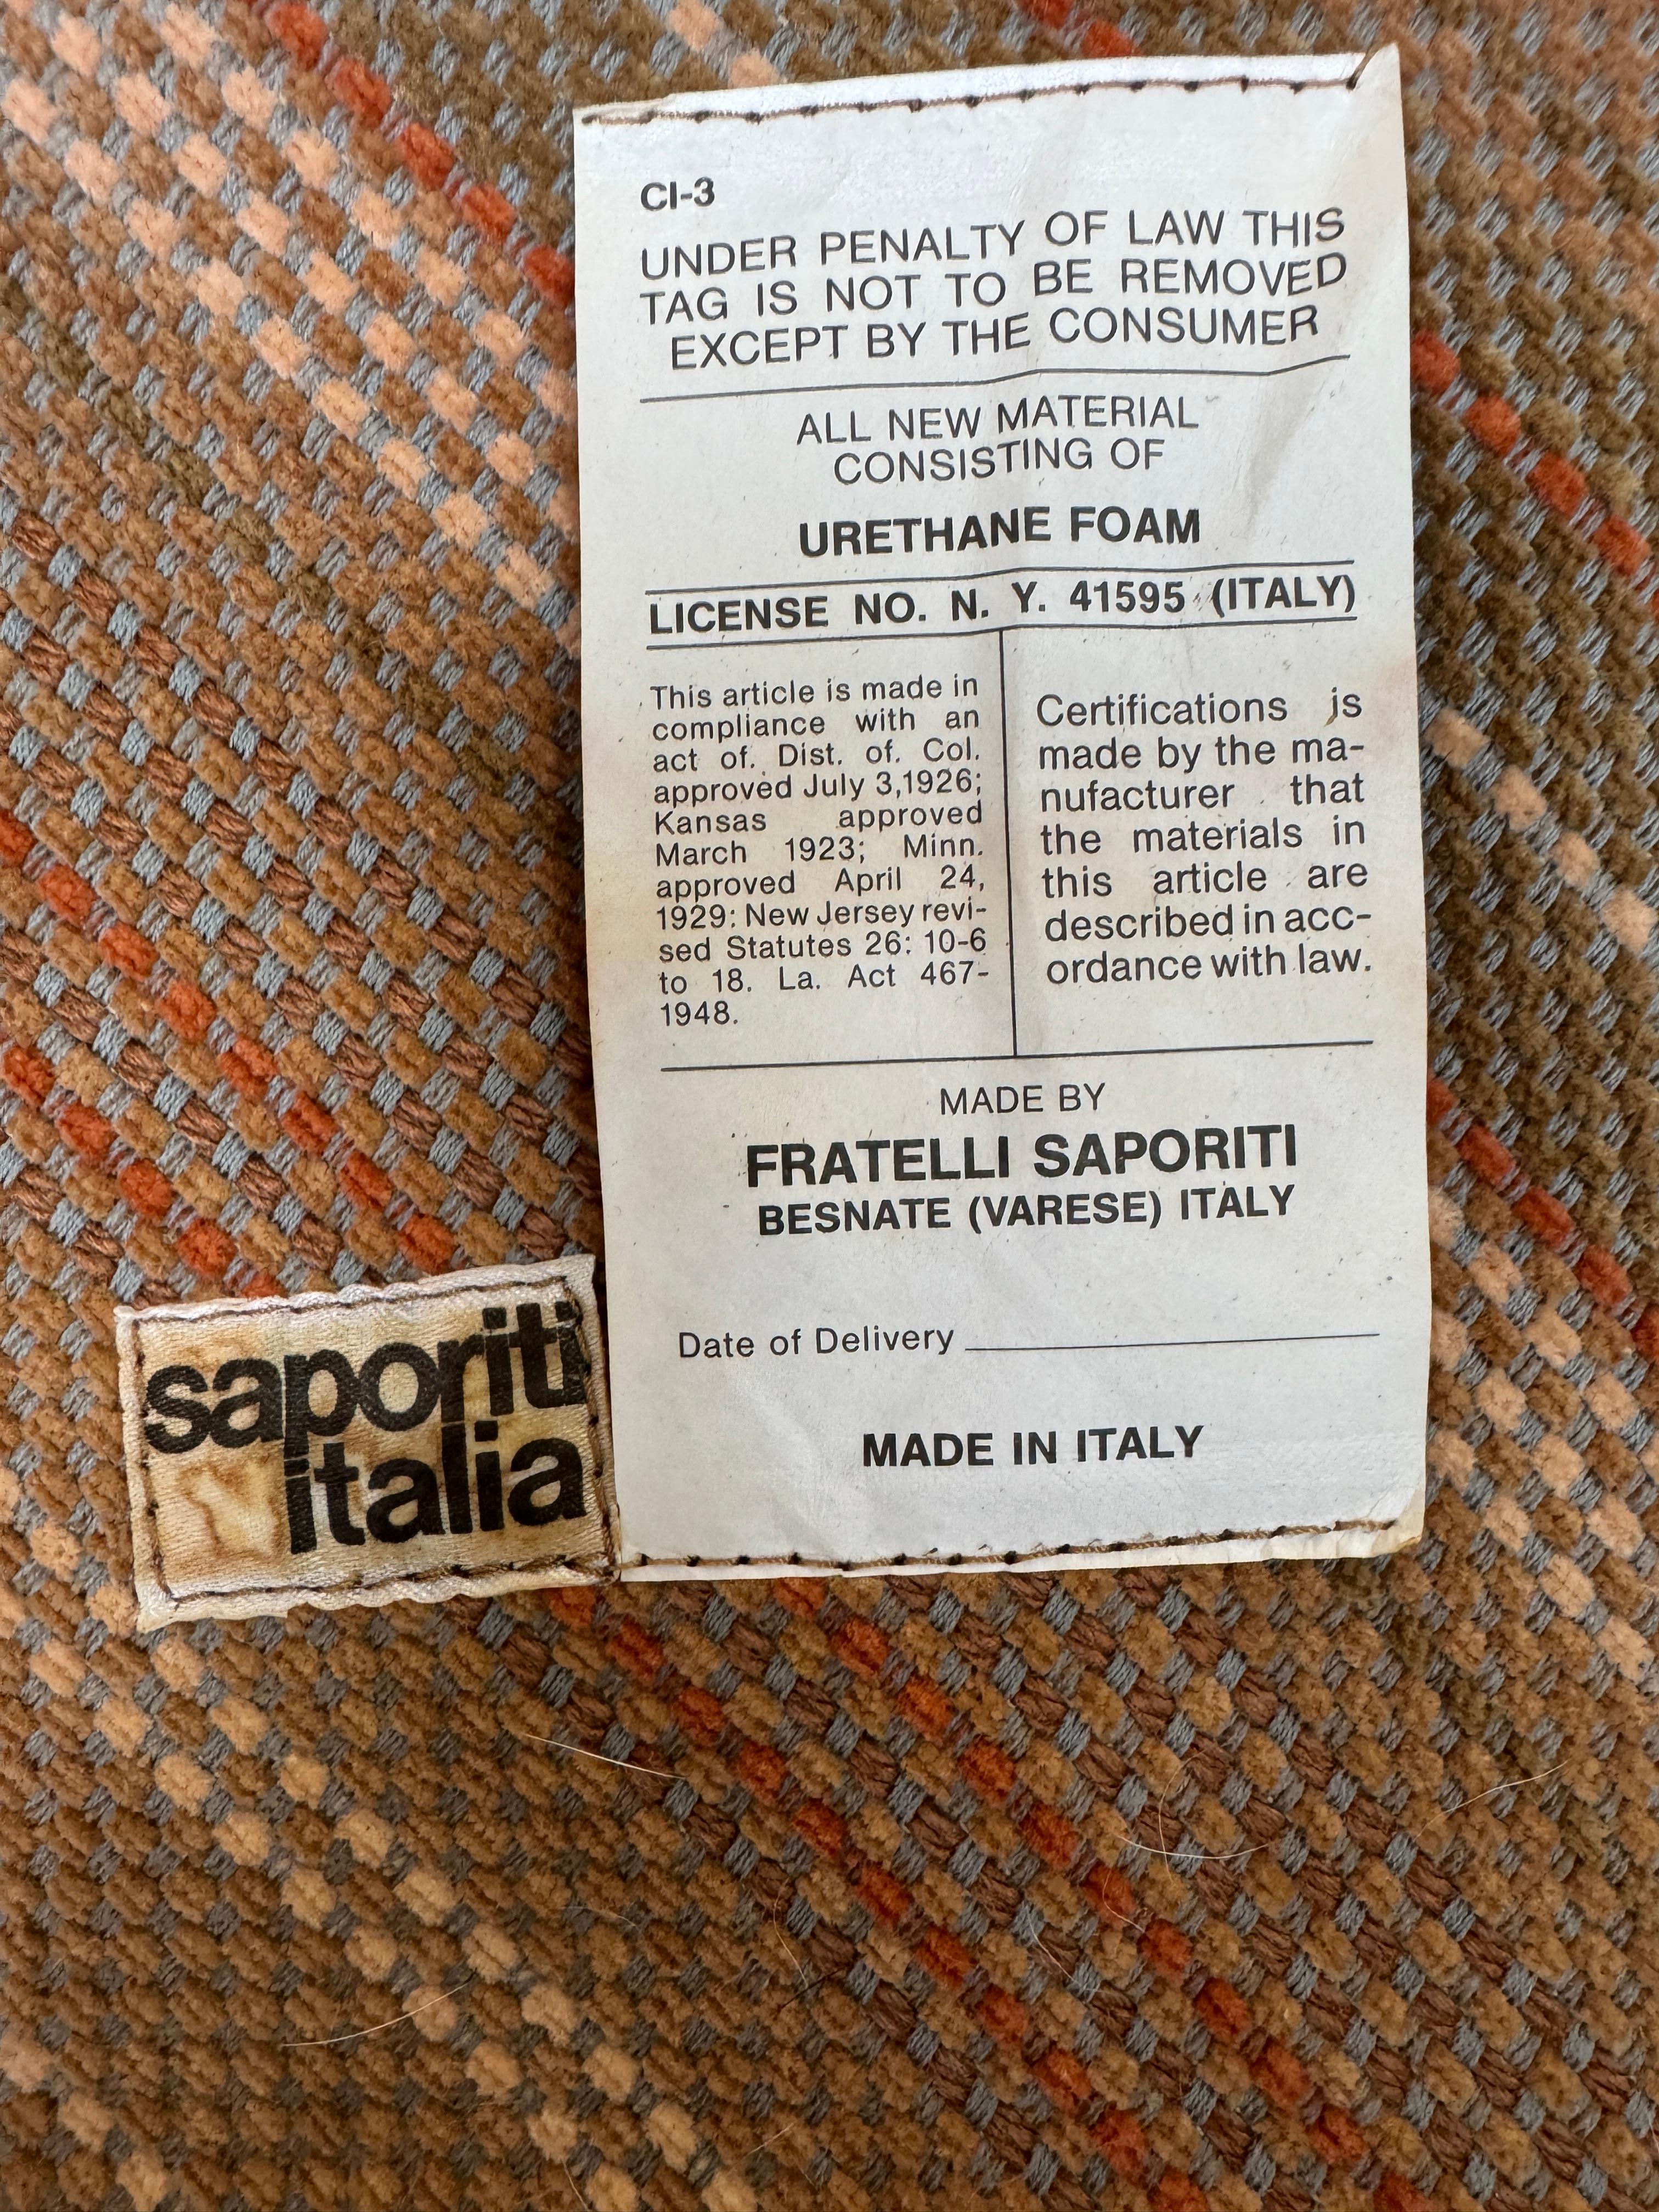 CI-3
UNDER PENALTY OF LAW THIS
TAG IS NOT TO BE REMOVED
EXCEPT BY THE CONSUMER
ALL NEW MATERIAL
CONSISTING OF
URETHANE FOAM
LICENSE NO. N. Y. 41595 (ITALY)
This article is made in
compliance with an
act of. Dist. of. Col.
approved July 3,1926;
Kansas approved
March 1923; Minn.
approved April 24,
1929: New Jersey revi-
sed Statutes 26: 10-6
to 18. La. Act 467-
1948.
Certifications is
made by the ma-
nufacturer that
the materials in
this article are
described in acc-
ordance with law.
MADE BY
FRATELLI SAPORITI
BESNATE (VARESE) ITALY
Date of Delivery
MADE IN ITALY
saporiti
italia